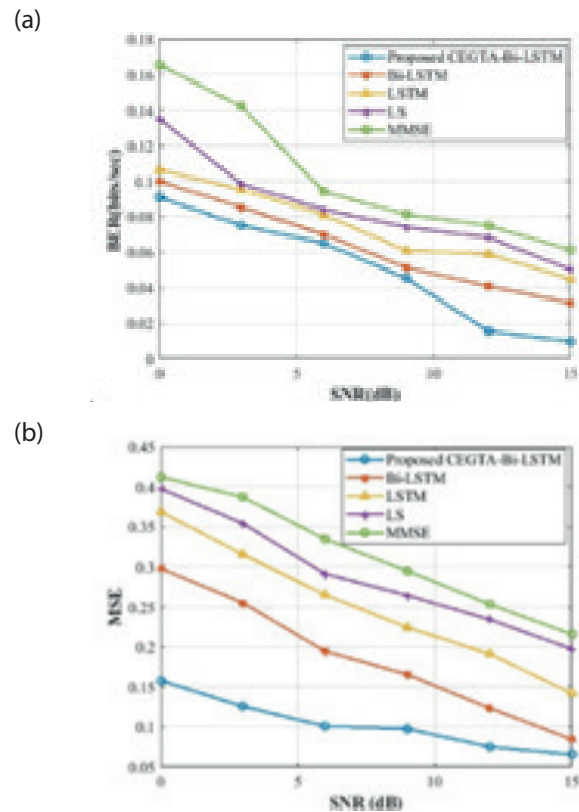 (a)
0.18
0.16
0.14
0.12
0.1
0.08
0.06
0.04
0.02
0
BER(bits/sec)
Proposed CEGTA-Bi-LSTM
Bi-LSTM
LSTM
LS
MMSE
0 5 10 15
SNR(dB)
(b)
0.45
0.4
0.35
0.3
0.25
0.2
0.15
0.1
0.05
MSE
Proposed CEGTA-Bi-LSTM
Bi-LSTM
LSTM
LS
MMSE
0 5 10 15
SNR (dB)